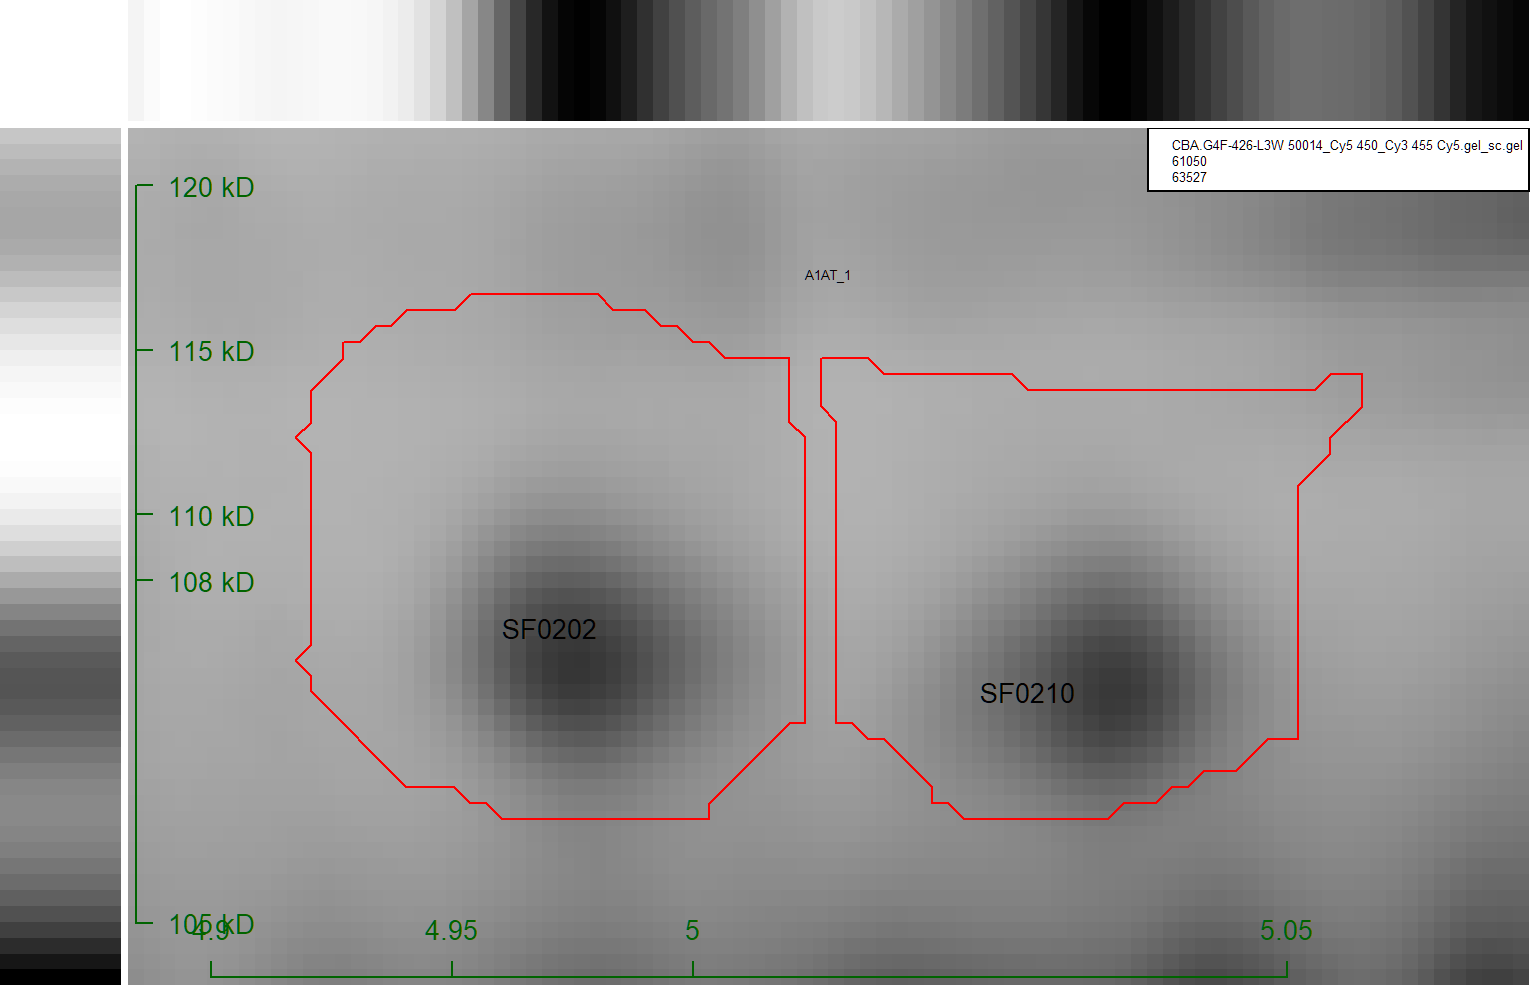 CBA.G4F-426-L3W 50014_Cy5 450_Cy3 455 Cy5.gel_sc.gel
61050
63527
120 kD
A1AT_1
115 kD
110 kD
108 kD
SF0202
SF0210
105 kD
4.9
4.95
5
5.05